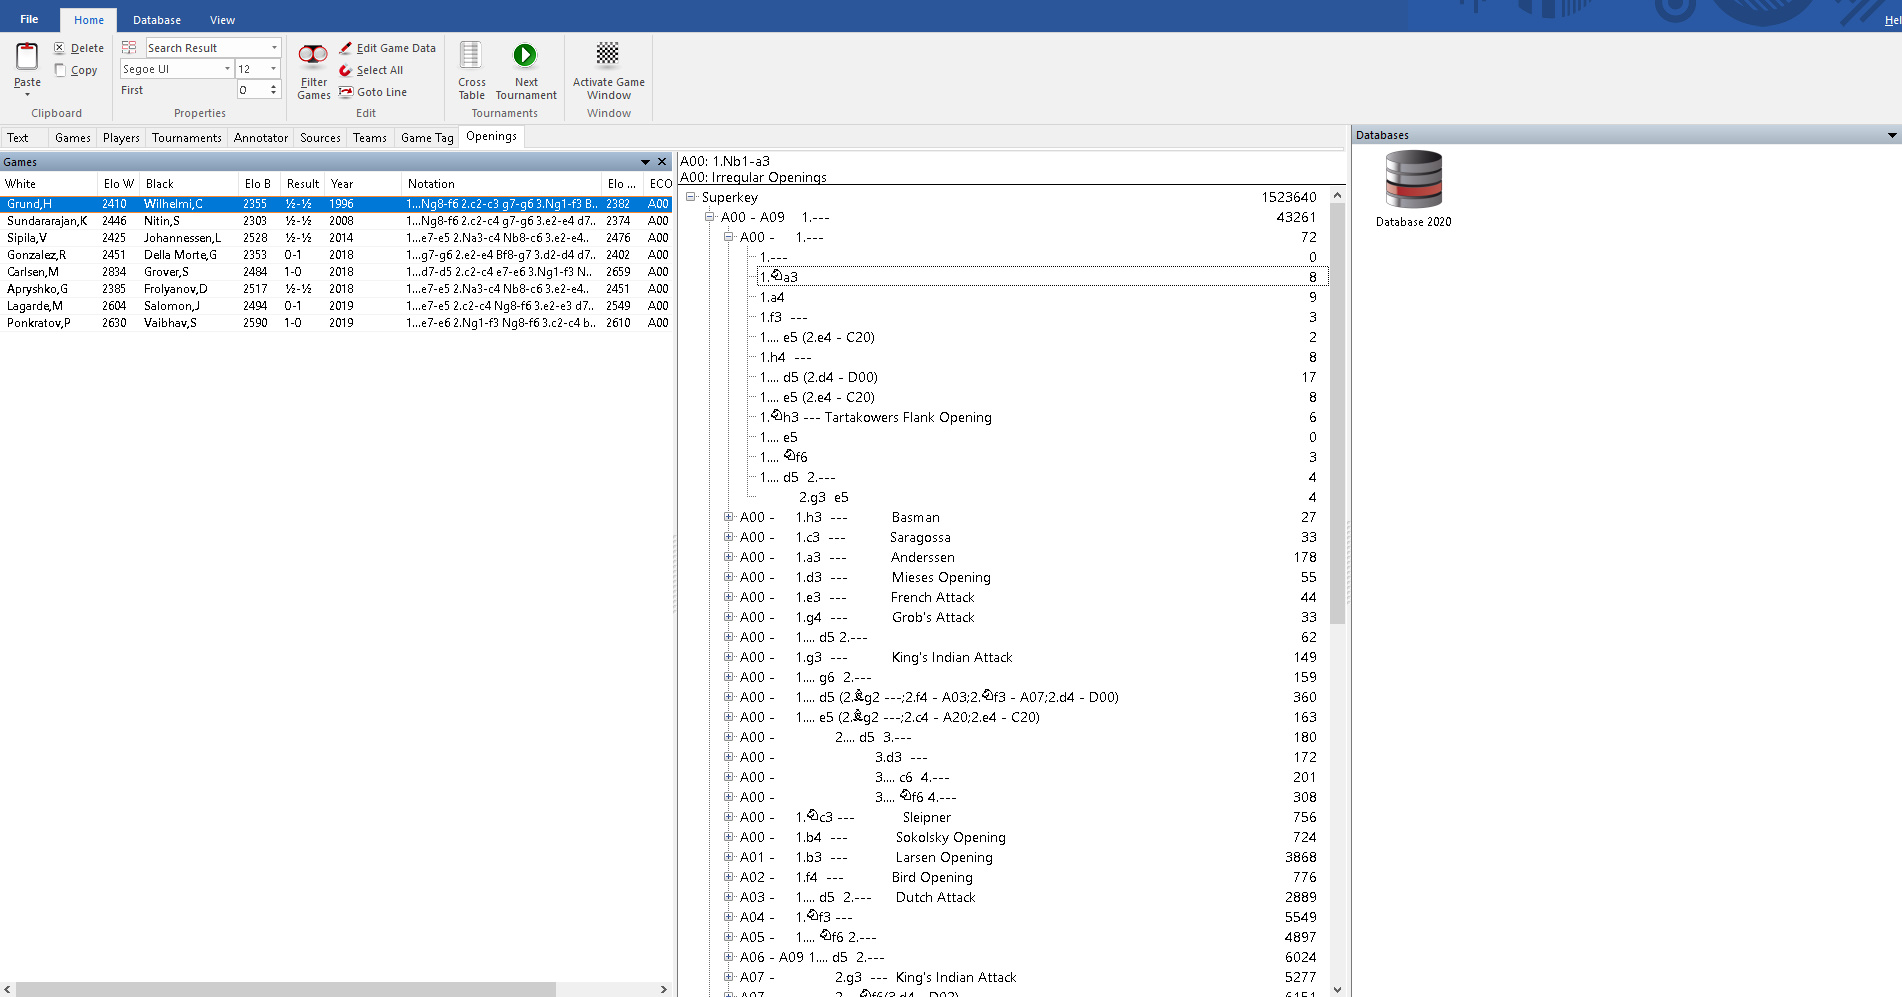 File Home Database View Hel
Paste
Delete
Copy
Clipboard
Search Result
Segoe UI 12
First 0
Properties
Filter Games
Edit Game Data
Select All
Goto Line
Edit
Cross Table
Next Tournament
Tournaments
Activate Game Window
Window
Text Games Players Tournaments Annotator Sources Teams Game Tag Openings
Games
White Elo W Black Elo B Result Year Notation Elo ... ECO
Grund,H 2410 Wilhelmi,C 2355 ½-½ 1996 1...Ng8-f6 2.c2-c3 g7-g6 3.Ng1-f3 B.. 2382 A00
Sundararajan,K 2446 Nitin,S 2303 ½-½ 2008 1...Ng8-f6 2.c2-c4 g7-g6 3.e2-e4 d7.. 2374 A00
Sipila,V 2425 Johannessen,L 2528 ½-½ 2014 1...e7-e5 2.Na3-c4 Nb8-c6 3.e2-e4.. 2476 A00
Gonzalez,R 2451 Della Morte,G 2353 0-1 2018 1...g7-g6 2.e2-e4 Bf8-g7 3.d2-d4 d7.. 2402 A00
Carlsen,M 2834 Grover,S 2484 1-0 2018 1...d7-d5 2.c2-c4 e7-e6 3.Ng1-f3 N.. 2659 A00
Apryshko,G 2385 Frolyanov,D 2517 ½-½ 2018 1...e7-e5 2.Na3-c4 Nb8-c6 3.e2-e4.. 2451 A00
Lagarde,M 2604 Salomon,J 2494 0-1 2019 1...e7-e5 2.c2-c4 Ng8-f6 3.e2-e3 d7.. 2549 A00
Ponkratov,P 2630 Vaibhav,S 2590 1-0 2019 1...e7-e6 2.Ng1-f3 Ng8-f6 3.c2-c4 b.. 2610 A00
A00: 1.Nb1-a3
A00: Irregular Openings
Superkey 1523640
A00 - A09 1.--- 43261
A00 - 1.--- 72
1.--- 0
1.♘a3 8
1.a4 9
1.f3 --- 3
1.... e5 (2.e4 - C20) 2
1.h4 --- 8
1.... d5 (2.d4 - D00) 17
1.... e5 (2.e4 - C20) 8
1.♘h3 --- Tartakowers Flank Opening 6
1.... e5 0
1.... ♘f6 3
1.... d5 2.--- 4
2.g3 e5 4
A00 - 1.h3 --- Basman 27
A00 - 1.c3 --- Saragossa 33
A00 - 1.a3 --- Anderssen 178
A00 - 1.d3 --- Mieses Opening 55
A00 - 1.e3 --- French Attack 44
A00 - 1.g4 --- Grob's Attack 33
A00 - 1.... d5 2.--- 62
A00 - 1.g3 --- King's Indian Attack 149
A00 - 1.... g6 2.--- 159
A00 - 1.... d5 (2.♗g2 ---;2.f4 - A03;2.♘f3 - A07;2.d4 - D00) 360
A00 - 1.... e5 (2.♗g2 ---;2.c4 - A20;2.e4 - C20) 163
A00 - 2.... d5 3.--- 180
A00 - 3.d3 --- 172
A00 - 3.... c6 4.--- 201
A00 - 3.... ♘f6 4.--- 308
A00 - 1.♘c3 --- Sleipner 756
A00 - 1.b4 --- Sokolsky Opening 724
A01 - 1.b3 --- Larsen Opening 3868
A02 - 1.f4 --- Bird Opening 776
A03 - 1.... d5 2.--- Dutch Attack 2889
A04 - 1.♘f3 --- 5549
A05 - 1.... ♘f6 2.--- 4897
A06 - A09 1.... d5 2.--- 6024
A07 - 2.g3 --- King's Indian Attack 5277
Databases
Database 2020